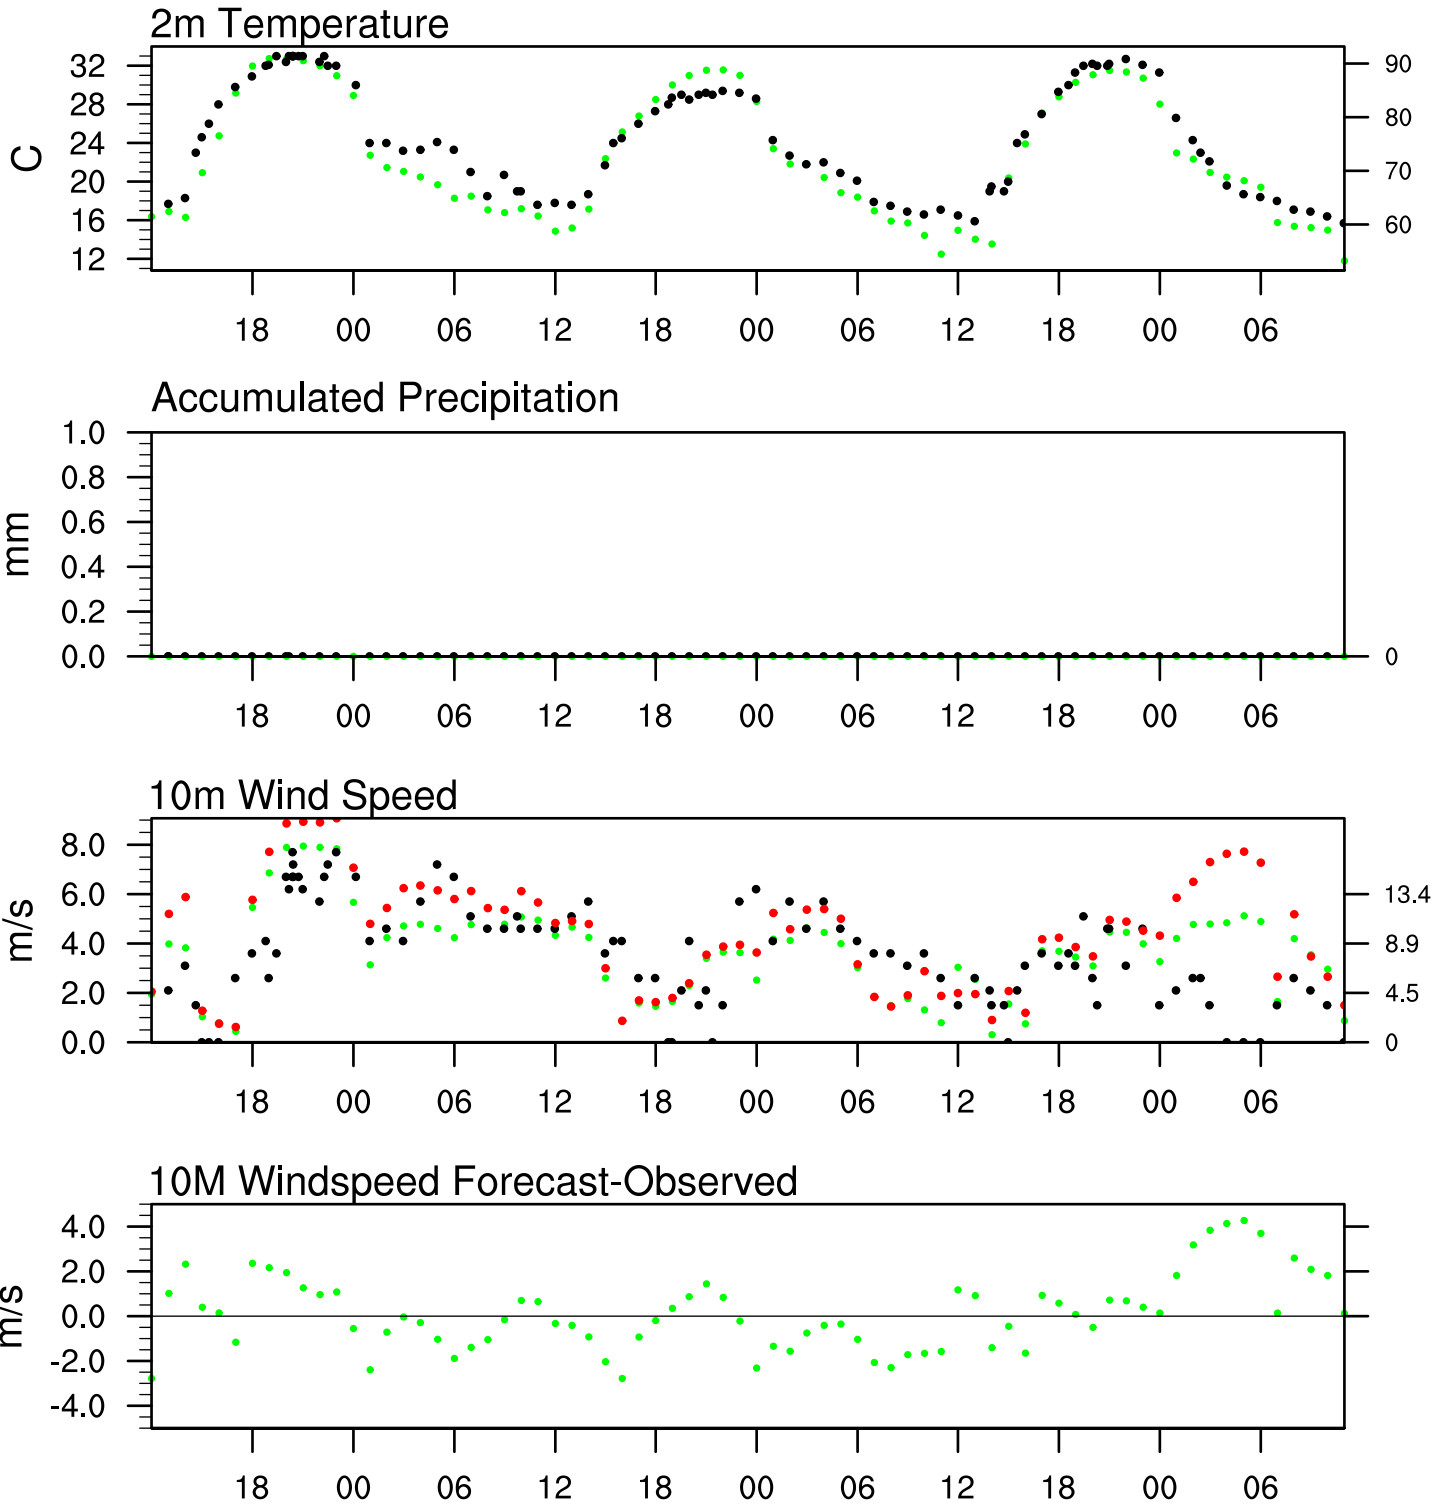 2m Temperature
32 90
28
80
24
C
70
20
16 60
12
18 00 06 12 18 00 06 12 18 00 06
Accumulated Precipitation
1.0
0.8
0.6
mm
0.4
0.2
0.0 0
18 00 06 12 18 00 06 12 18 00 06
10m Wind Speed
8.0
6.0 13.4
m/s
4.0 8.9
2.0 4.5
0.0 0
18 00 06 12 18 00 06 12 18 00 06
10M Windspeed Forecast-Observed
4.0
2.0
m/s
0.0
-2.0
-4.0
18 00 06 12 18 00 06 12 18 00 06